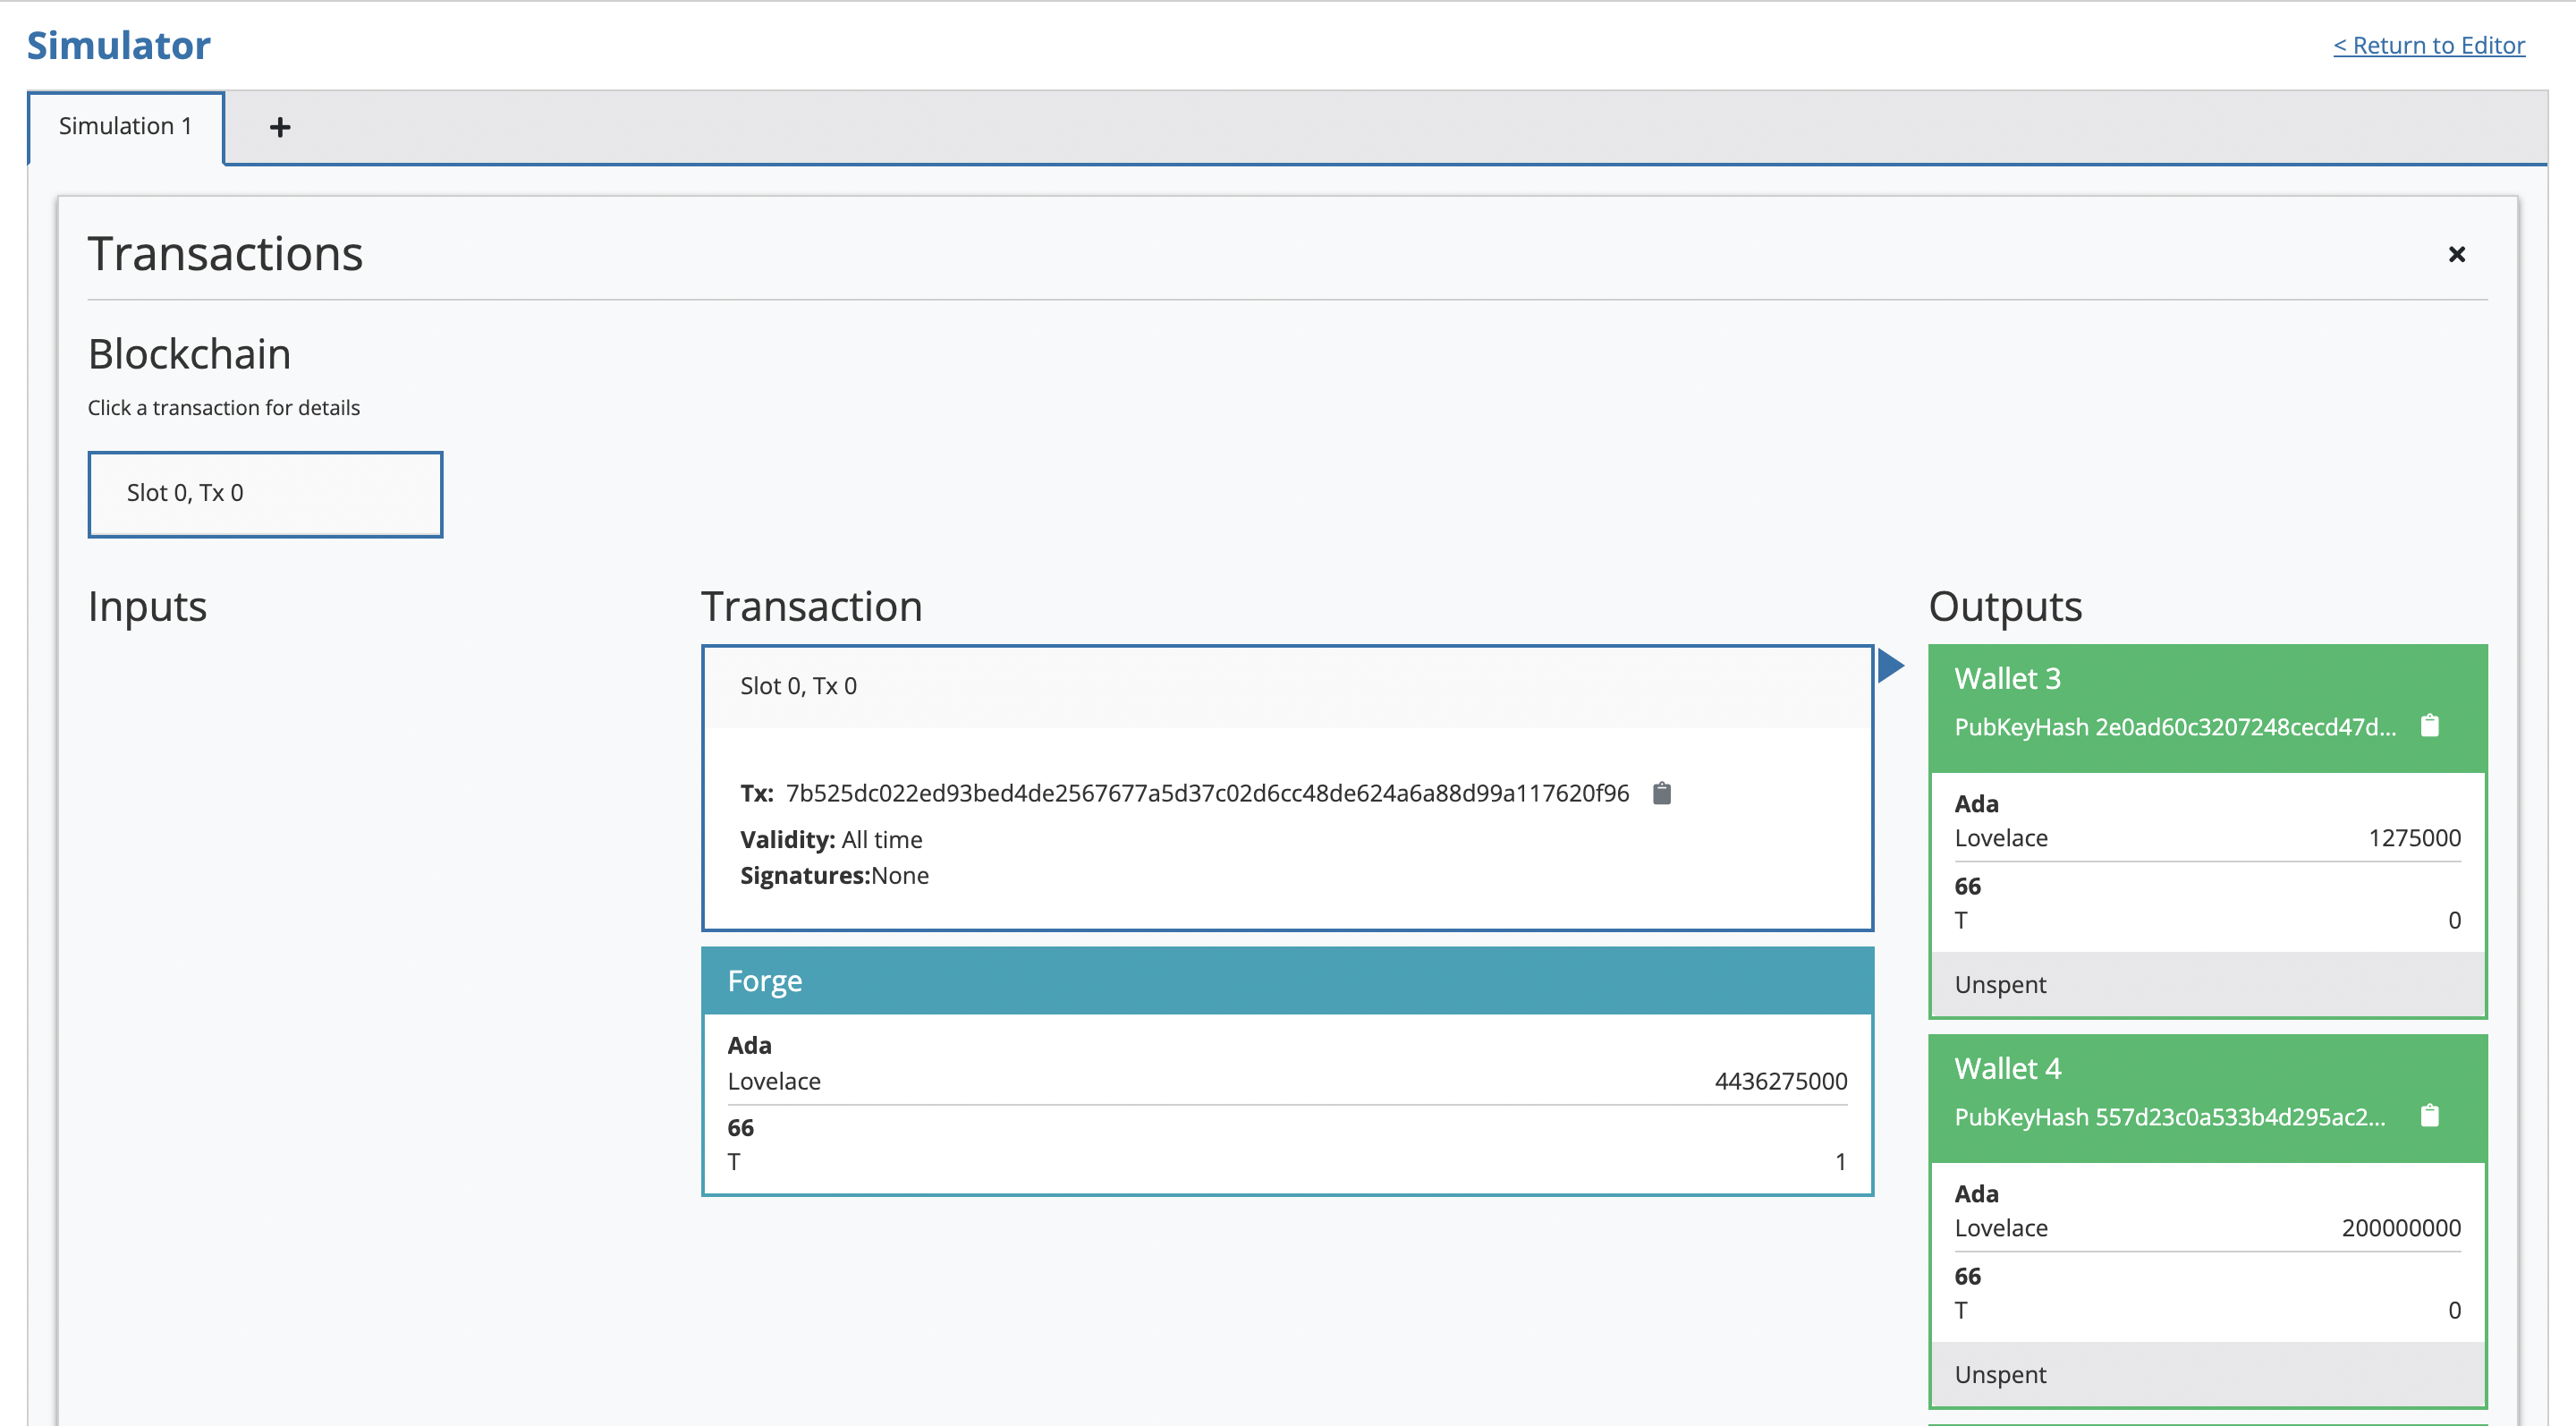 Simulator
< Return to Editor
Simulation 1
+
Transactions
Blockchain
Click a transaction for details
Slot 0, Tx 0
Inputs
Transaction
Slot 0, Tx 0
Tx: 7b525dc022ed93bed4de2567677a5d37c02d6cc48de624a6a88d99a117620f96
Validity: All time
Signatures:None
Forge
Ada
Lovelace 4436275000
66
T 1
Outputs
Wallet 3
PubKeyHash 2e0ad60c3207248cecd47d...
Ada
Lovelace 1275000
66
T 0
Unspent
Wallet 4
PubKeyHash 557d23c0a533b4d295ac2...
Ada
Lovelace 200000000
66
T 0
Unspent